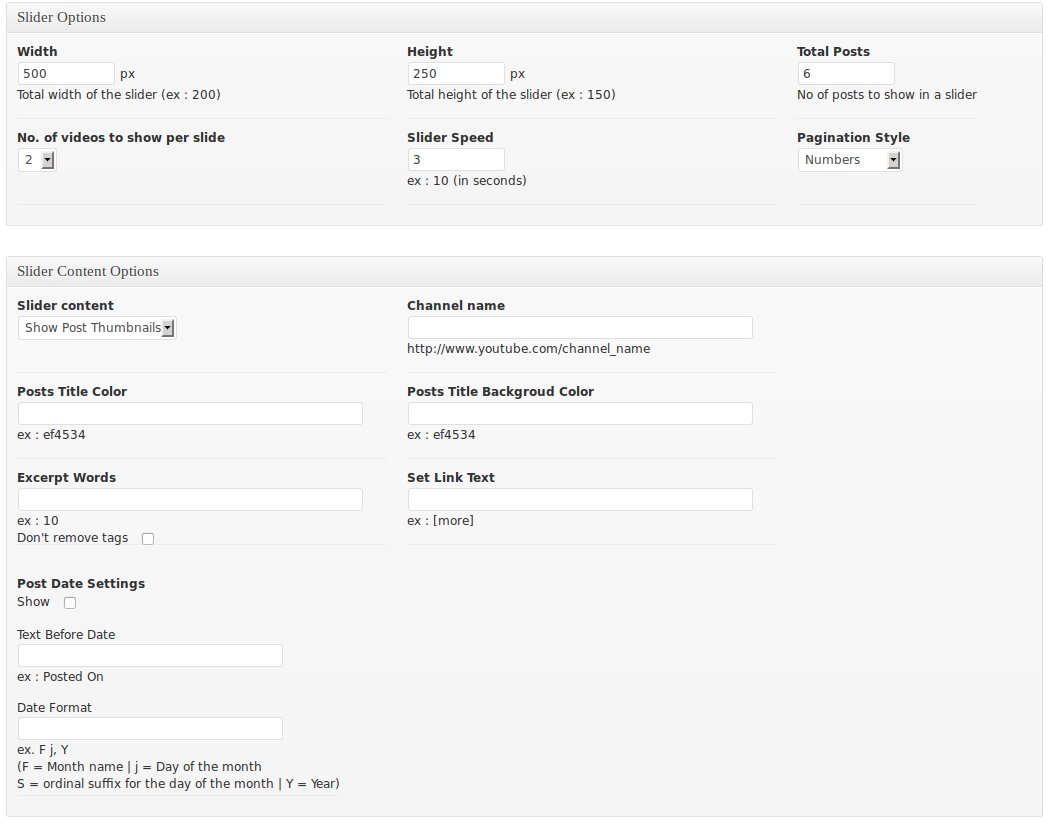 Slider Options
Width Height Total Posts
500 px 250 px 6
Total width of the slider (ex : 200) Total height of the slider (ex : 150) No of posts to show in a slider
No. of videos to show per slide Slider Speed Pagination Style
2 3 Numbers
ex : 10 (in seconds)
Slider Content Options
Slider content Channel name
Show Post Thumbnails
http://www.youtube.com/channel_name
Posts Title Color Posts Title Backgroud Color
ex : ef4534 ex : ef4534
Excerpt Words Set Link Text
ex : 10 ex : [more]
Don't remove tags
Post Date Settings
Show
Text Before Date
ex : Posted On
Date Format
ex. F j, Y
(F = Month name | j = Day of the month
S = ordinal suffix for the day of the month | Y = Year)